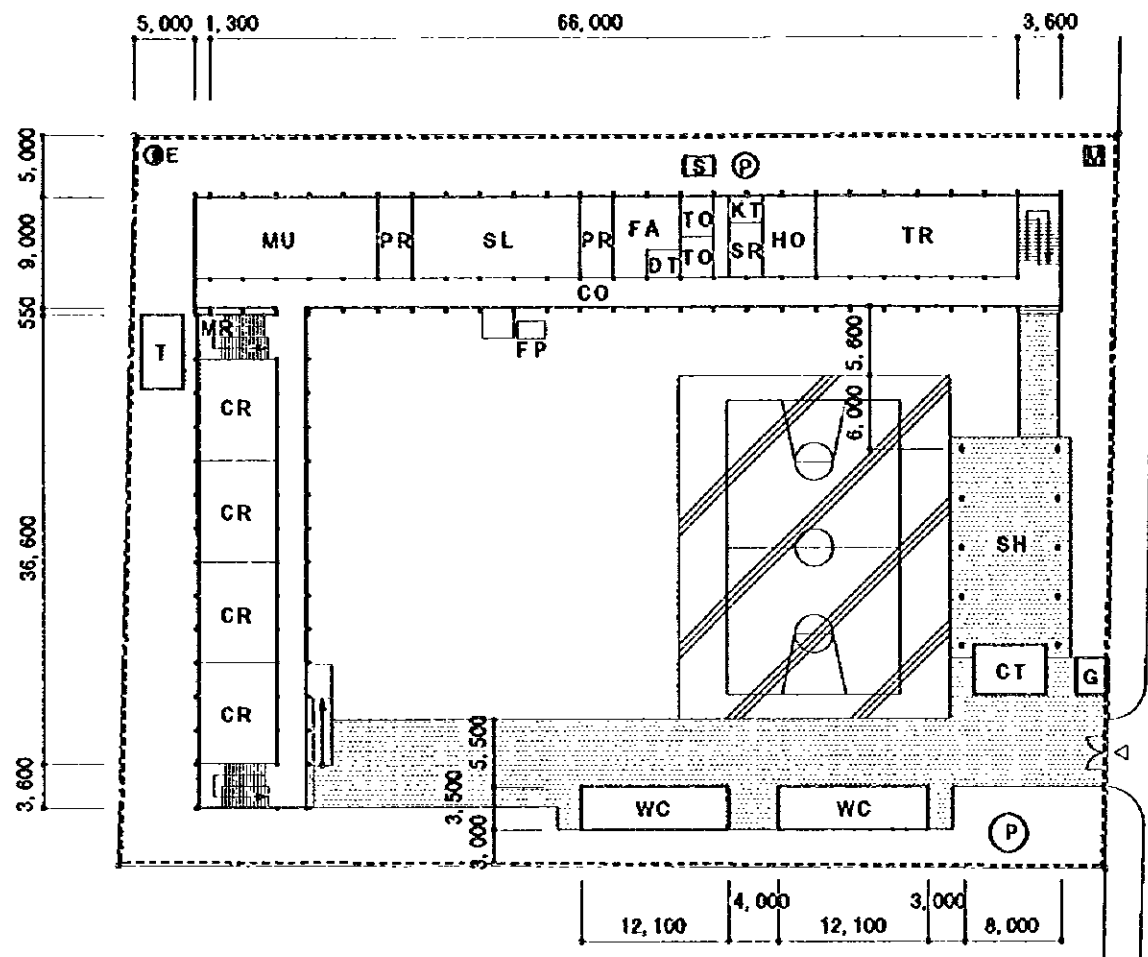 5,000 1,300 66,000 3,600
5,000
E
S P
M
9,000
MU PR SL PR FA TO KT HO TR
DT TO SR
CO
550
MR
T
FP
5,600
6,000
CR
CR
CR
CR
36,600
SH
CT G
5,500
3,600
3,500
WC WC
P
3,000
4,000 3,000
12,100 12,100 8,000